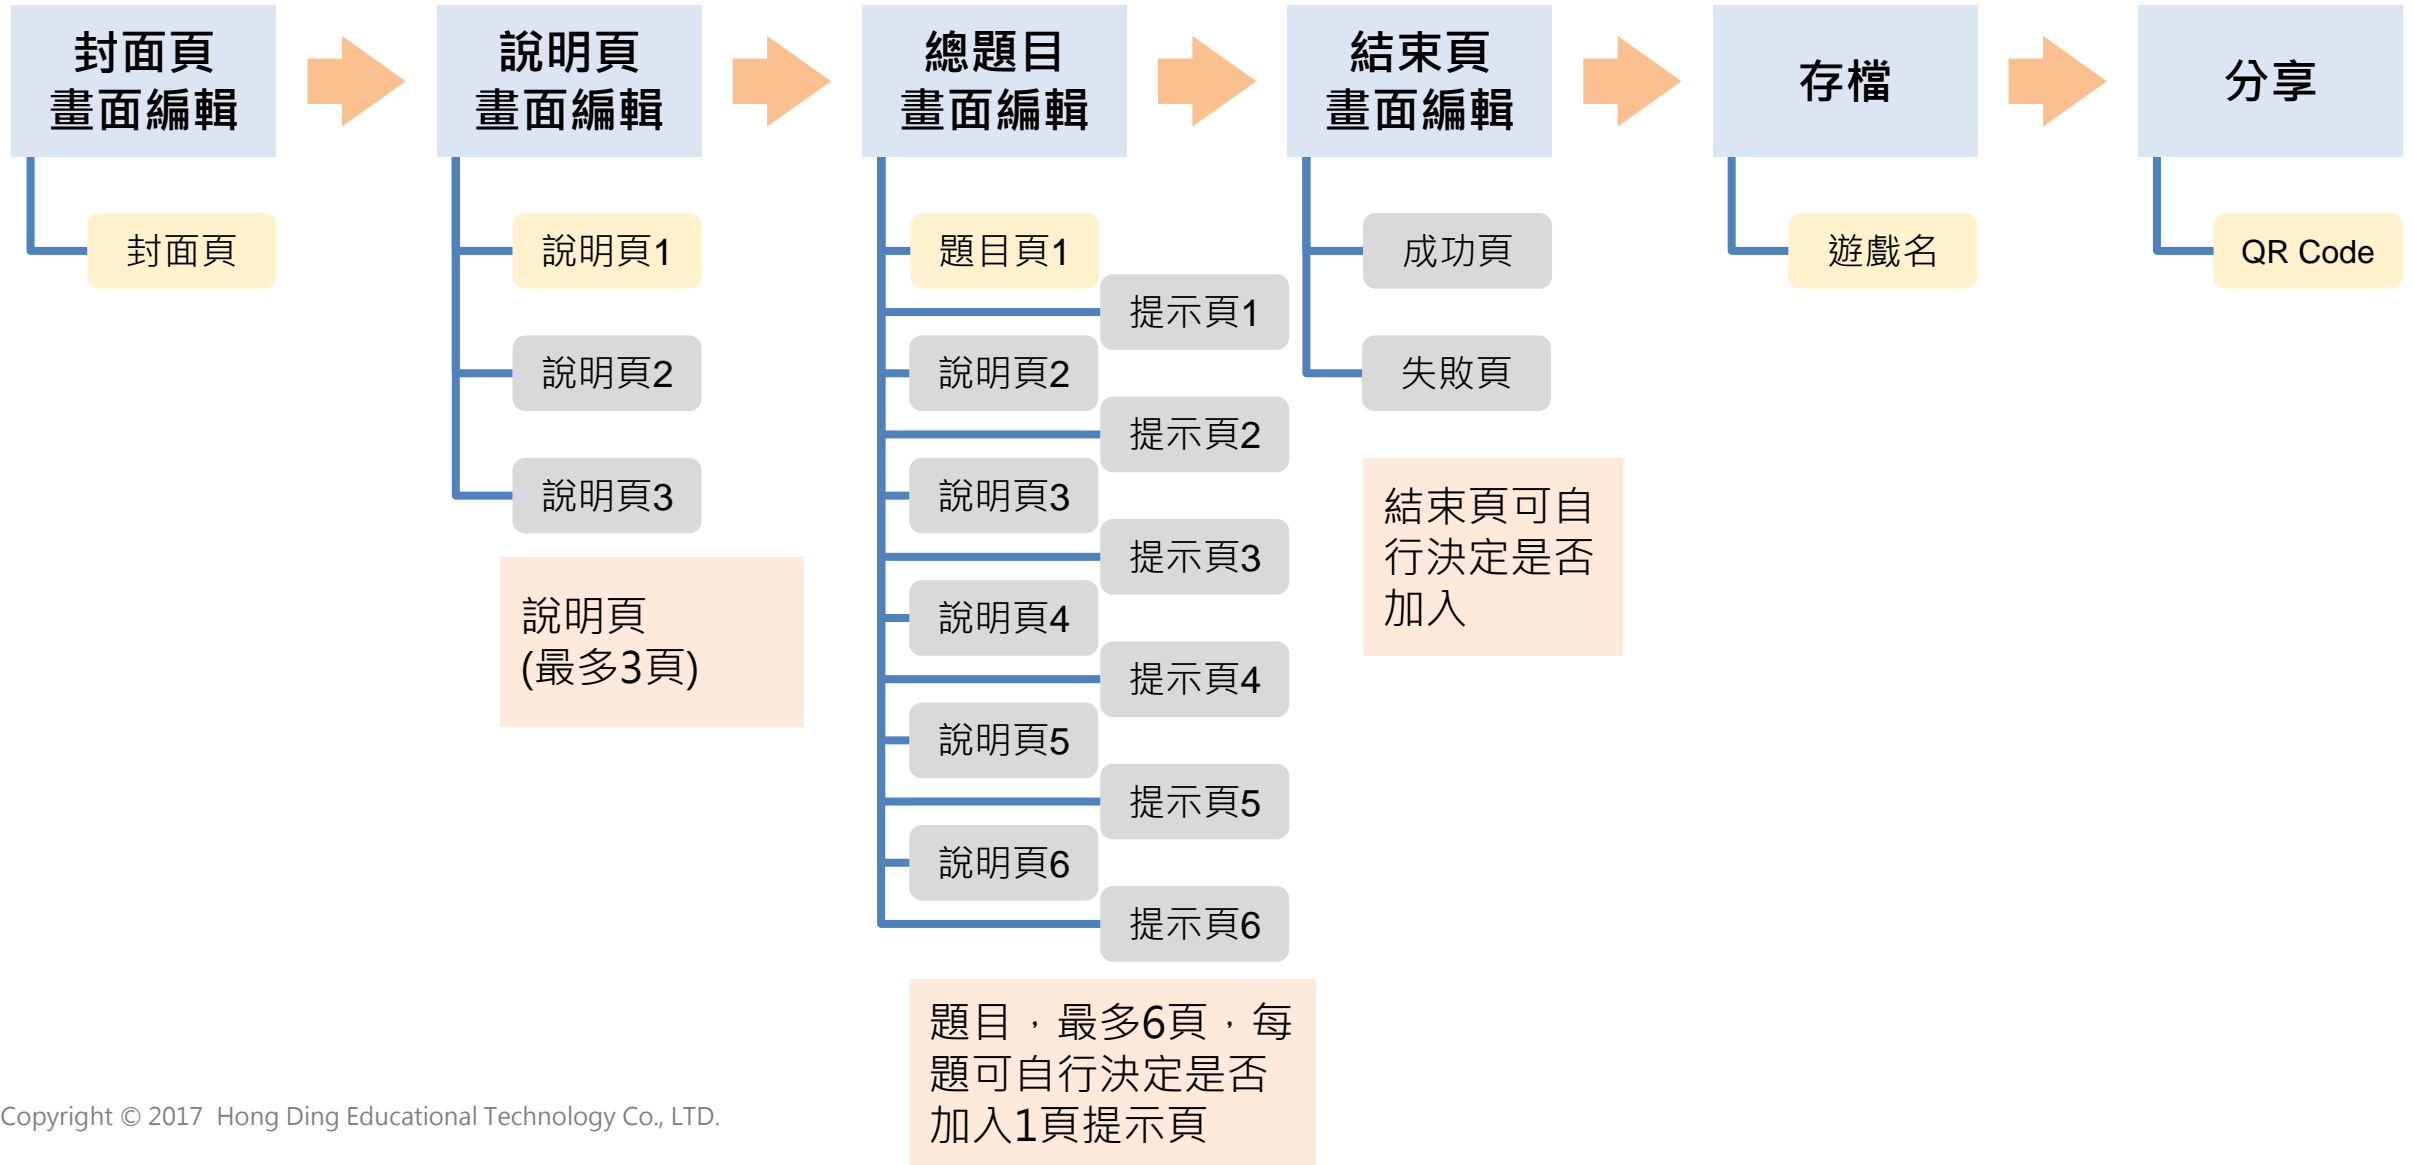 封面頁
畫面編輯
說明頁
畫面編輯
總題目
畫面編輯
結束頁
畫面編輯
存檔
分享
封面頁
說明頁1
說明頁2
說明頁3
說明頁
(最多3頁)
題目頁1
提示頁1
說明頁2
提示頁2
說明頁3
提示頁3
說明頁4
提示頁4
說明頁5
提示頁5
說明頁6
提示頁6
題目，最多6頁，每
題可自行決定是否
加入1頁提示頁
成功頁
失敗頁
結束頁可自
行決定是否
加入
遊戲名
QR Code
Copyright © 2017 Hong Ding Educational Technology Co., LTD.